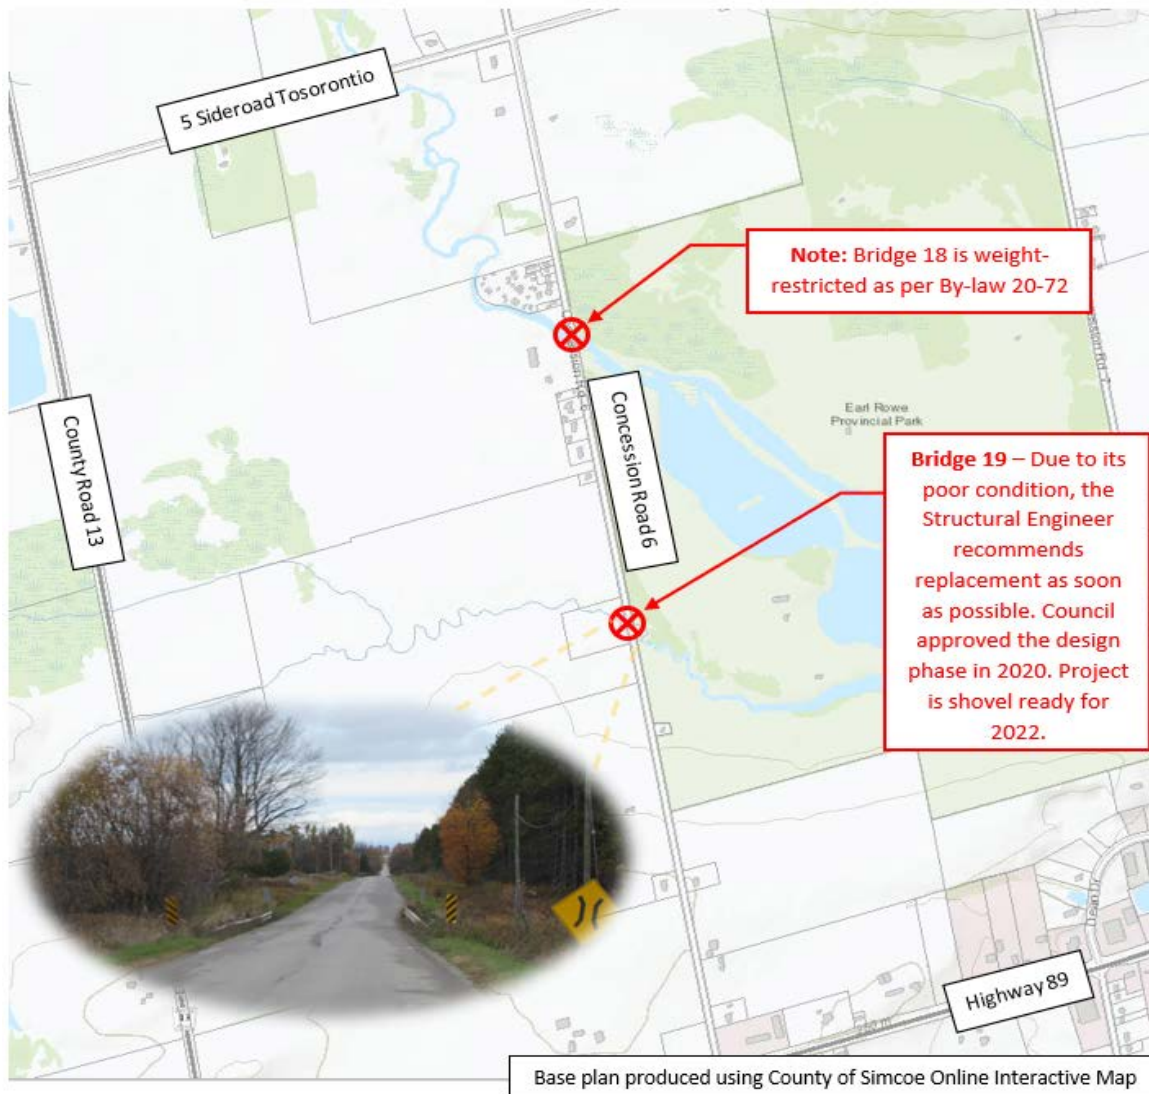 5 Sideroad Tosorontio
Note: Bridge 18 is weight-
restricted as per By-law 20-72
County Road 13
Concession Road 6
Earl Rowe
Provincial Park
Bridge 19 – Due to its
poor condition, the
Structural Engineer
recommends
replacement as soon
as possible. Council
approved the design
phase in 2020. Project
is shovel ready for
2022.
Highway 89
Base plan produced using County of Simcoe Online Interactive Map